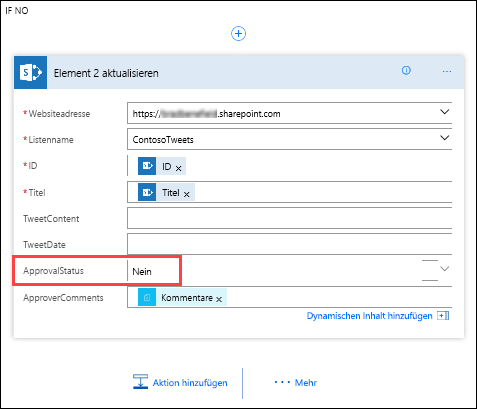 IF NO
Element 2 aktualisieren
* Websiteadresse https:// .sharepoint.com
* Listenname ContosoTweets
* ID ID x
* Titel Titel x
TweetContent
TweetDate
ApprovalStatus Nein
ApproverComments Kommentare x
Dynamischen Inhalt hinzufügen
Aktion hinzufügen ··· Mehr